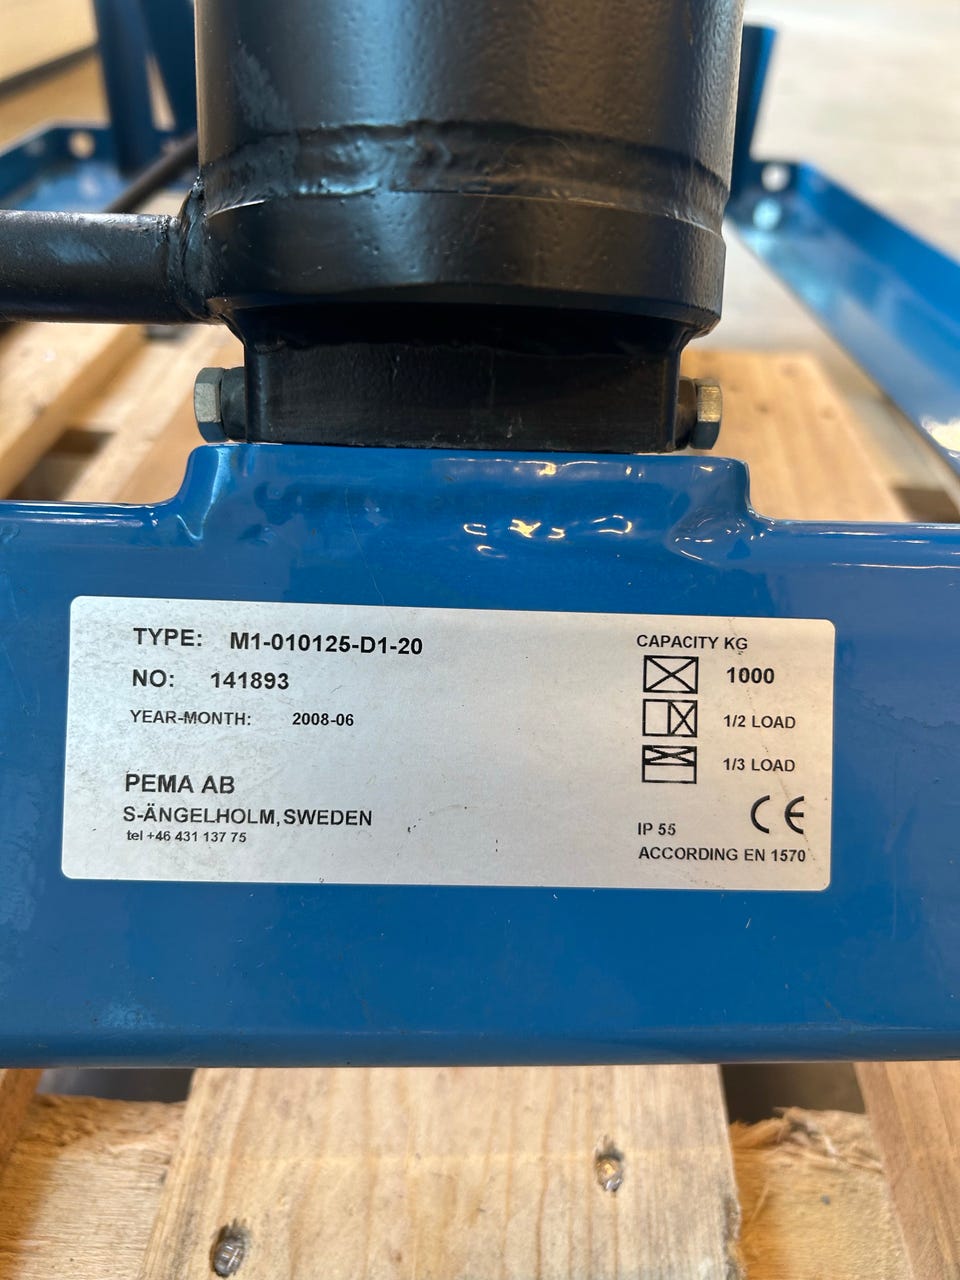 TYPE: M1-010125-D1-20
NO: 141893
YEAR-MONTH: 2008-06
PEMA AB
S-ÄNGELHOLM, SWEDEN
tel +46 431 137 75
CAPACITY KG
1000
1/2 LOAD
1/3 LOAD
CE
IP 55
ACCORDING EN 1570